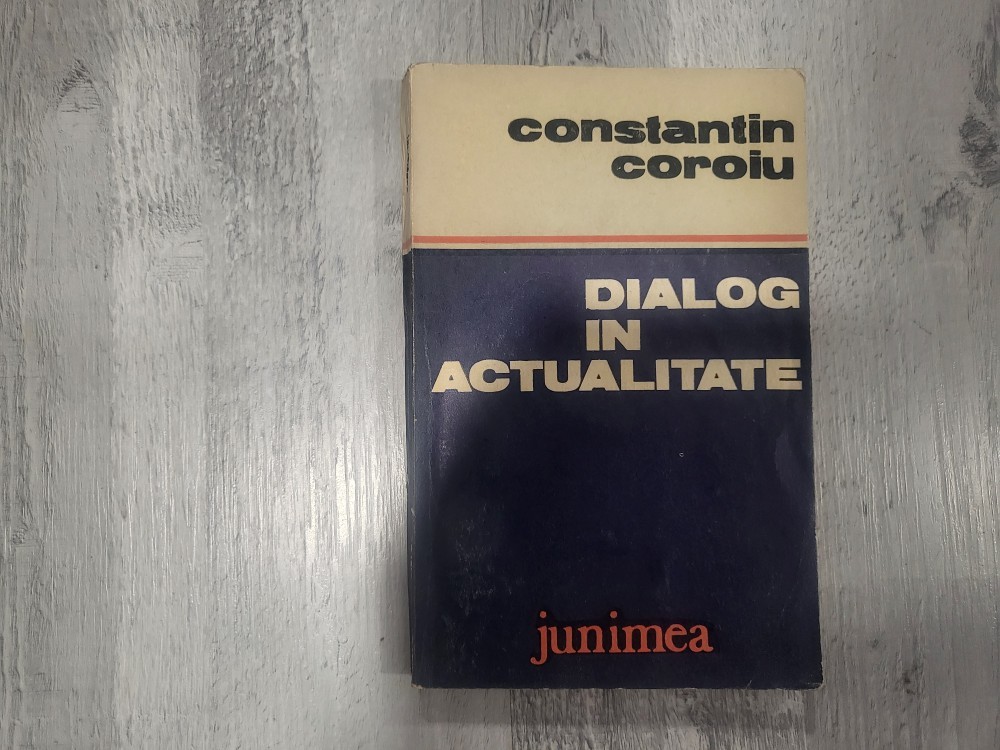 constantin
coroiu
DIALOG
IN
ACTUALITATE
junimea